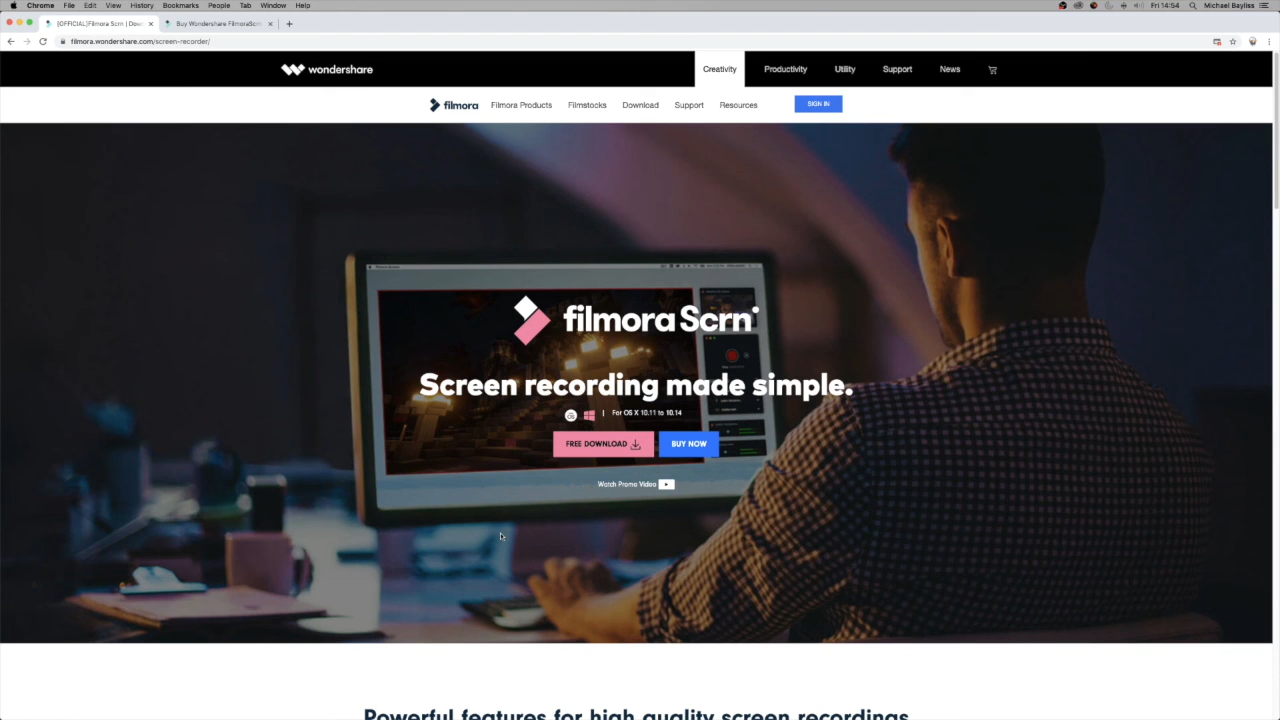 Chrome File Edit View History Bookmarks People Tab Window Help
Fri 14:54 Michael Bayliss
[OFFICIAL]Filmora Scrn | Down
Buy Wondershare FilmoraScrn
filmora.wondershare.com/screen-recorder/
wondershare
Creativity Productivity Utility Support News
filmora Filmora Products Filmstocks Download Support Resources SIGN IN
filmora Scrn
Screen recording made simple.
OS | For OS X 10.11 to 10.14
FREE DOWNLOAD BUY NOW
Watch Promo Video
Powerful features for high quality screen recordings